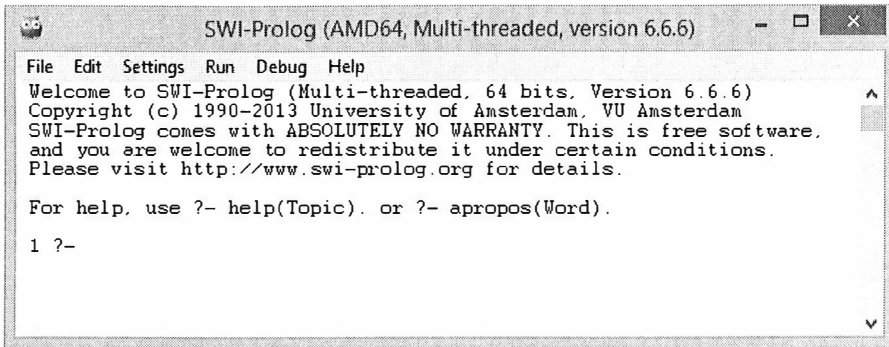 SWI-Prolog (AMD64, Multi-threaded, version 6.6.6)
File Edit Settings Run Debug Help
Welcome to SWI-Prolog (Multi-threaded, 64 bits, Version 6.6.6)
Copyright (c) 1990-2013 University of Amsterdam, VU Amsterdam
SWI-Prolog comes with ABSOLUTELY NO WARRANTY. This is free software,
and you are welcome to redistribute it under certain conditions.
Please visit http://www.swi-prolog.org for details.
For help, use ?- help(Topic). or ?- apropos(Word).
1 ?-